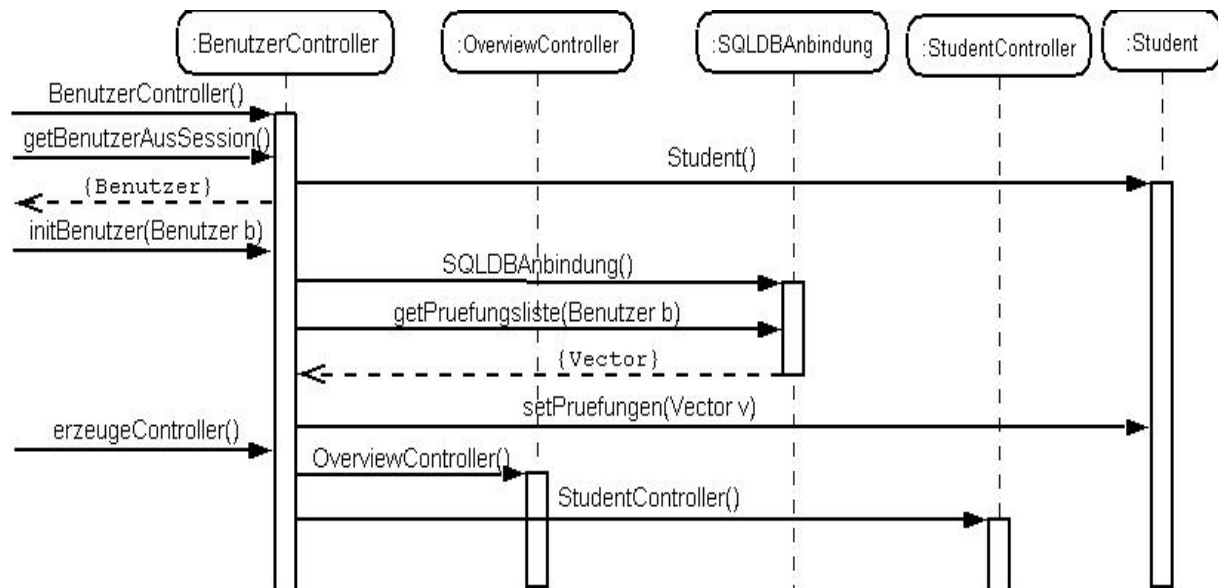 :BenutzerController
:OverviewController
:SQLDBAnbindung
:StudentController
:Student
BenutzerController()
getBenutzerAusSession()
Student()
{Benutzer}
initBenutzer(Benutzer b)
SQLDBAnbindung()
getPruefungsliste(Benutzer b)
{Vector}
setPruefungen(Vector v)
erzeugeController()
OverviewController()
StudentController()